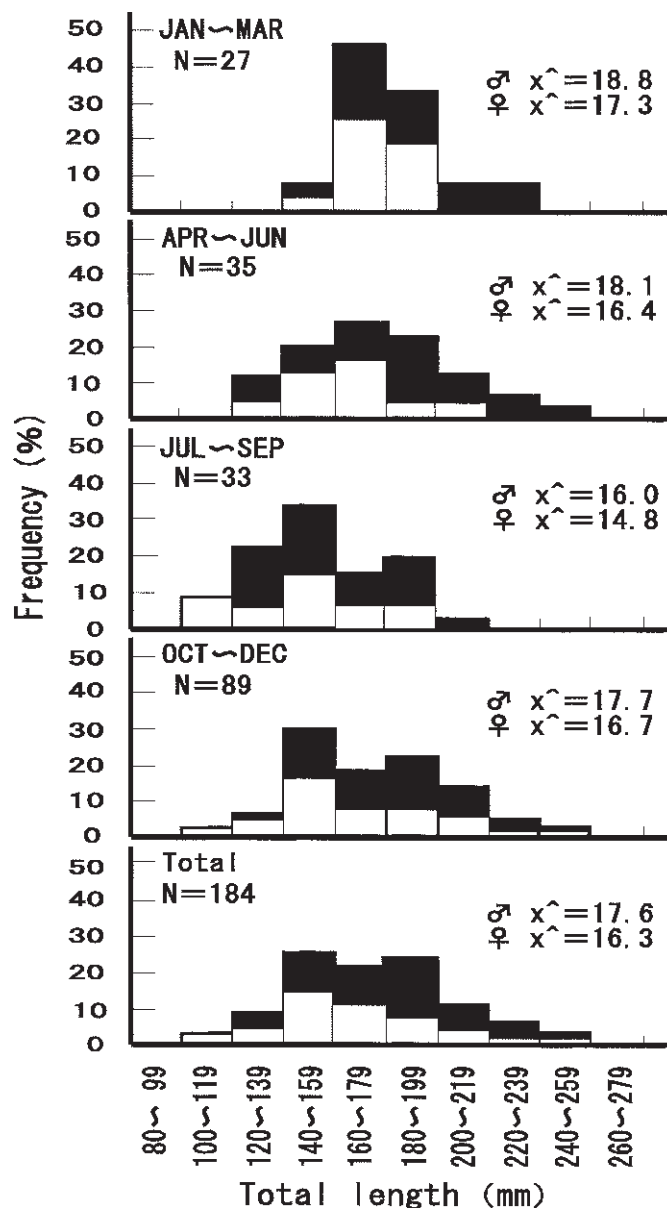 JAN~MAR
N=27
♂ x^=18.8
♀ x^=17.3
50
40
30
20
10
0
APR~JUN
N=35
♂ x^=18.1
♀ x^=16.4
50
40
30
20
10
0
JUL~SEP
N=33
♂ x^=16.0
♀ x^=14.8
50
40
30
20
10
0
OCT~DEC
N=89
♂ x^=17.7
♀ x^=16.7
50
40
30
20
10
0
Total
N=184
♂ x^=17.6
♀ x^=16.3
50
40
30
20
10
0
Frequency (%)
80~99
100~119
120~139
140~159
160~179
180~199
200~219
220~239
240~259
260~279
Total length (mm)